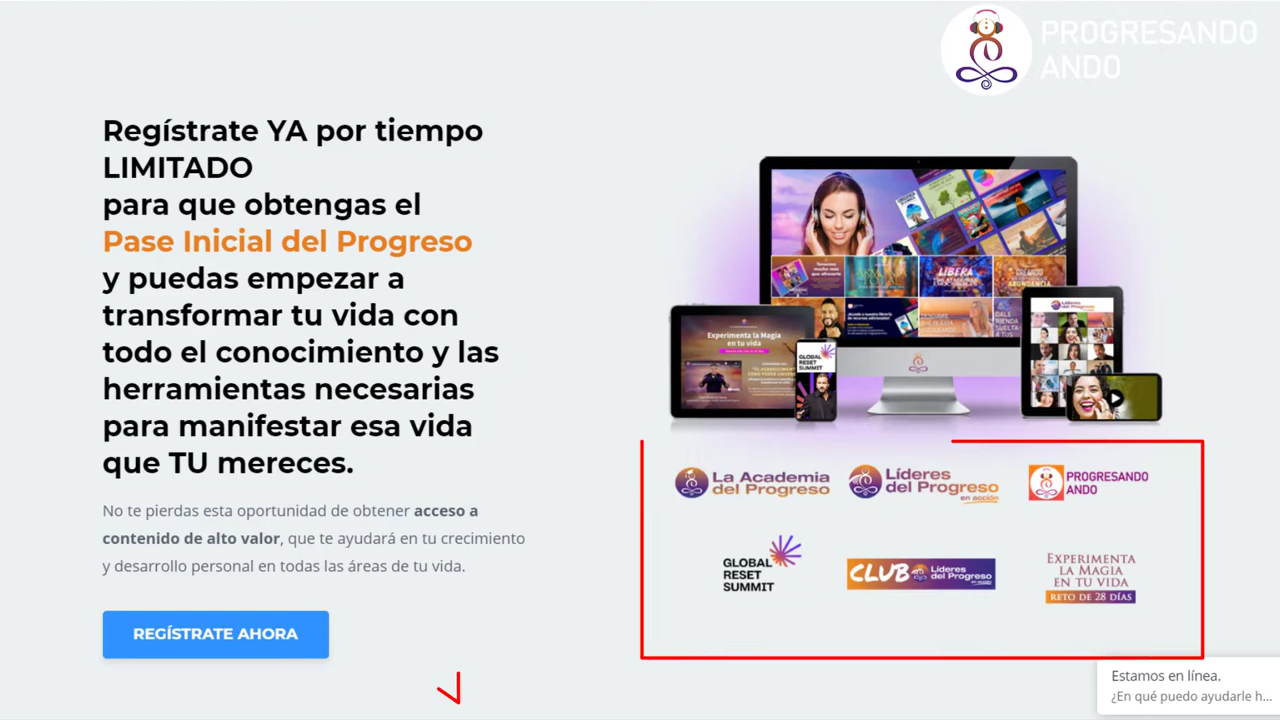 PROGRESANDO
ANDO
Regístrate YA por tiempo
LIMITADO
para que obtengas el
Pase Inicial del Progreso
y puedas empezar a
transformar tu vida con
todo el conocimiento y las
herramientas necesarias
para manifestar esa vida
que TU mereces.
No te pierdas esta oportunidad de obtener acceso a
contenido de alto valor, que te ayudará en tu crecimiento
y desarrollo personal en todas las áreas de tu vida.
REGÍSTRATE AHORA
LIBERA
ABUNDANCIA
Experimenta la Magia
en tu vida
GLOBAL
RESET
SUMMIT
Líderes
del Progreso
La Academia
del Progreso
Líderes
del Progreso
en acción
PROGRESANDO
ANDO
GLOBAL
RESET
SUMMIT
CLUB Líderes
del Progreso
EXPERIMENTA
LA MAGIA
EN TU VIDA
RETO DE 28 DÍAS
Estamos en línea.
¿En qué puedo ayudarle h...